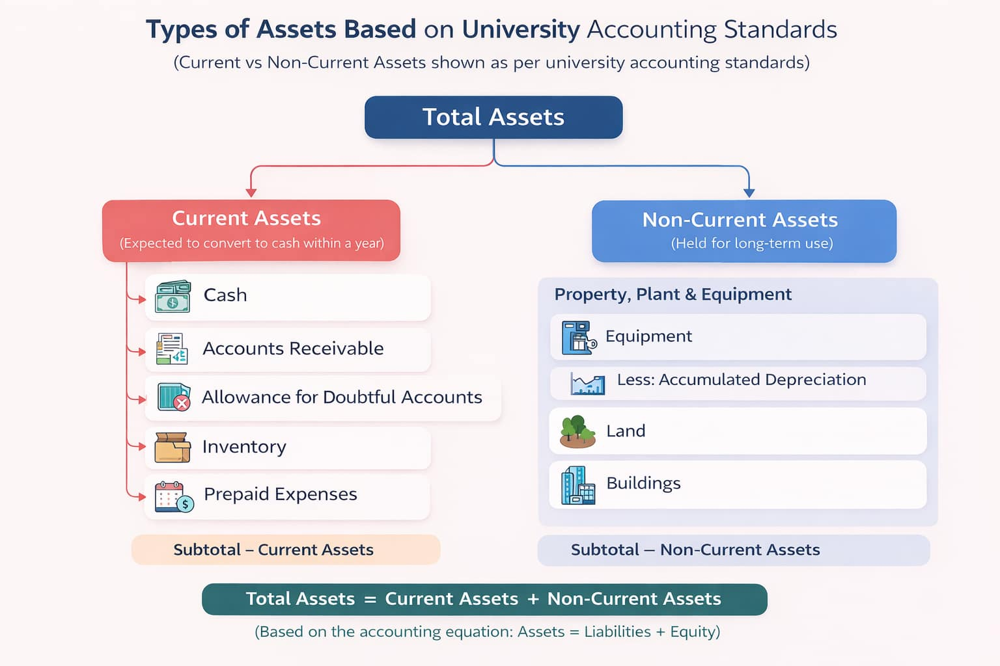 Types of Assets Based on University Accounting Standards
(Current vs Non-Current Assets shown as per university accounting standards)
Total Assets
Current Assets
(Expected to convert to cash within a year)
Cash
Accounts Receivable
Allowance for Doubtful Accounts
Inventory
Prepaid Expenses
Subtotal – Current Assets
Non-Current Assets
(Held for long-term use)
Property, Plant & Equipment
Equipment
Less: Accumulated Depreciation
Land
Buildings
Subtotal – Non-Current Assets
Total Assets = Current Assets + Non-Current Assets
(Based on the accounting equation: Assets = Liabilities + Equity)